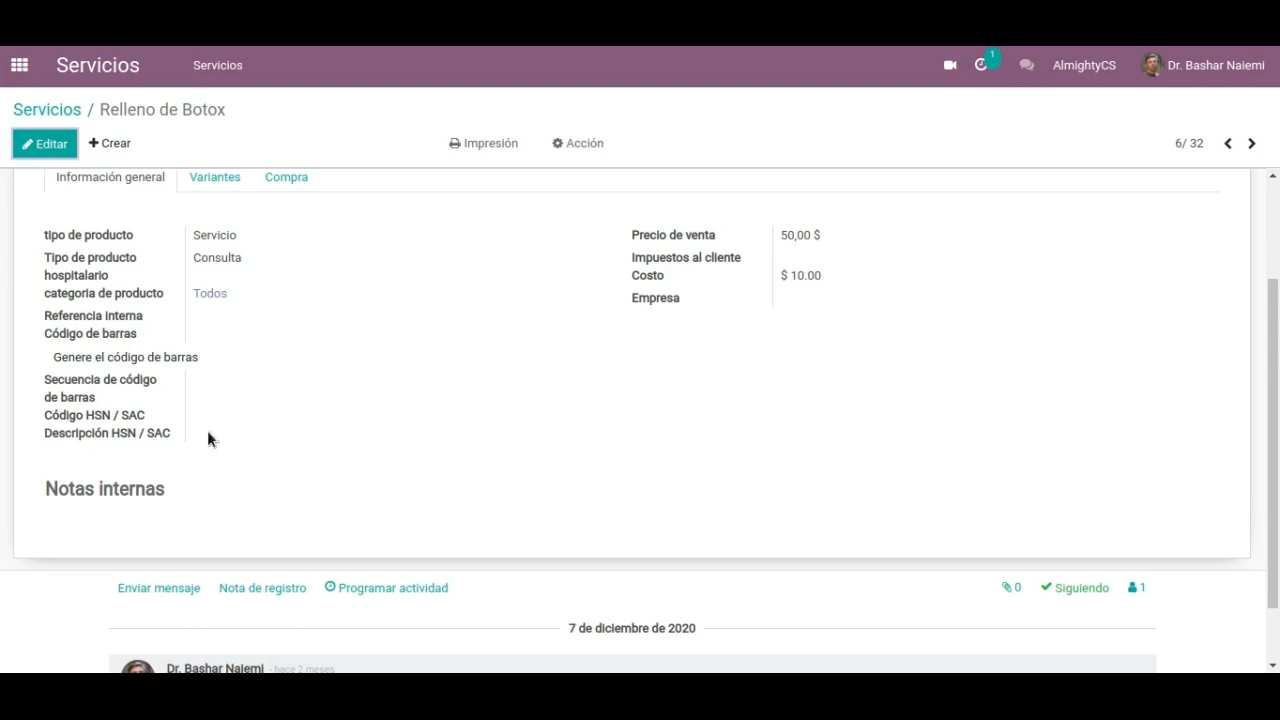 Servicios Servicios 1 AlmightyCS Dr. Bashar Naiemi
Servicios / Relleno de Botox
Editar Crear Impresión Acción 6/ 32
Información general Variantes Compra
tipo de producto Servicio Precio de venta 50,00 $
Tipo de producto Consulta Impuestos al cliente
hospitalario Costo $ 10.00
categoria de producto Todos Empresa
Referencia interna
Código de barras
Genere el código de barras
Secuencia de código
de barras
Código HSN / SAC
Descripción HSN / SAC
Notas internas
Enviar mensaje Nota de registro Programar actividad 0 Siguiendo 1
7 de diciembre de 2020
Dr. Bashar Naiemi - hace 2 meses